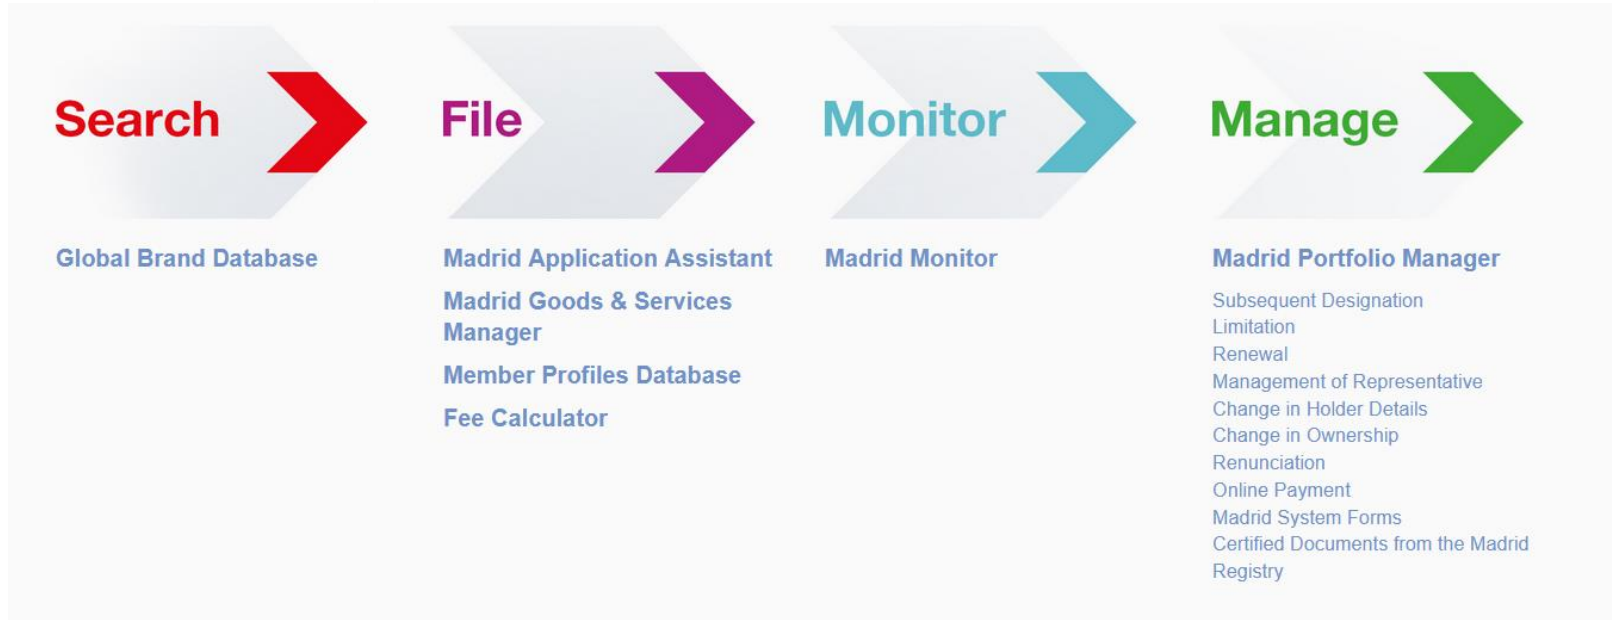 Search
Global Brand Database
File
Madrid Application Assistant
Madrid Goods & Services
Manager
Member Profiles Database
Fee Calculator
Monitor
Madrid Monitor
Manage
Madrid Portfolio Manager
Subsequent Designation
Limitation
Renewal
Management of Representative
Change in Holder Details
Change in Ownership
Renunciation
Online Payment
Madrid System Forms
Certified Documents from the Madrid
Registry